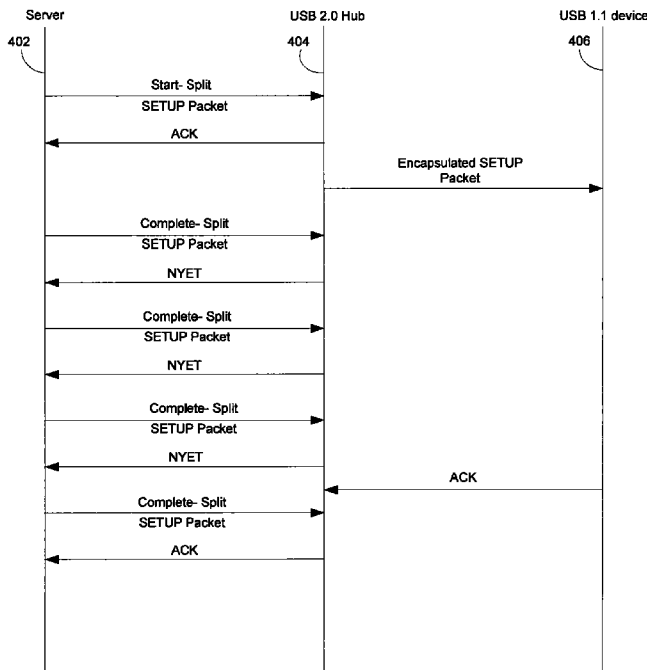 Server
USB 2.0 Hub
USB 1.1 device
402
404
406
Start- Split
SETUP Packet
ACK
Encapsulated SETUP
Packet
Complete- Split
SETUP Packet
NYET
Complete- Split
SETUP Packet
NYET
Complete- Split
SETUP Packet
NYET
ACK
Complete- Split
SETUP Packet
ACK